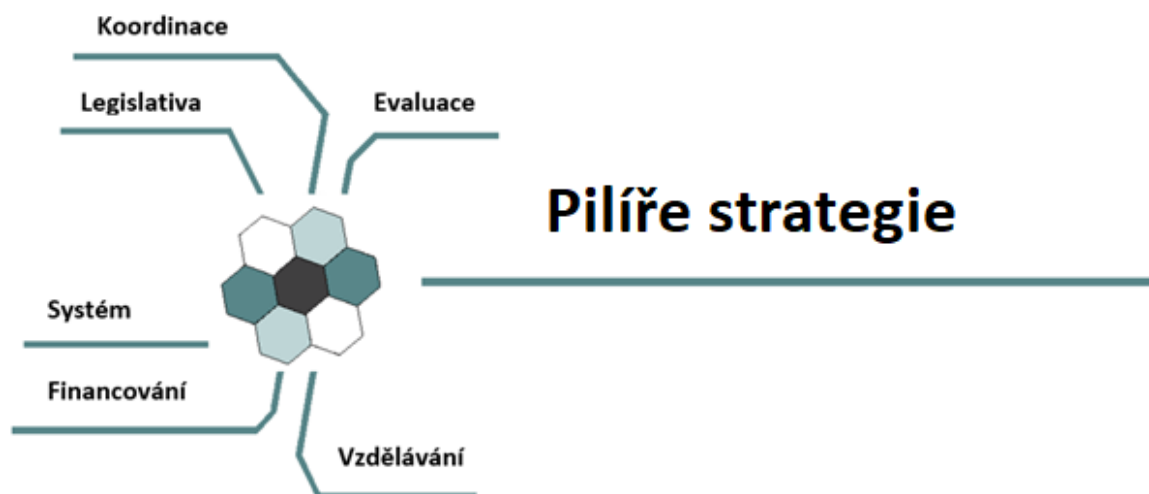 Koordinace
Legislativa
Evaluace
Pilíře strategie
Systém
Financování
Vzdělávání